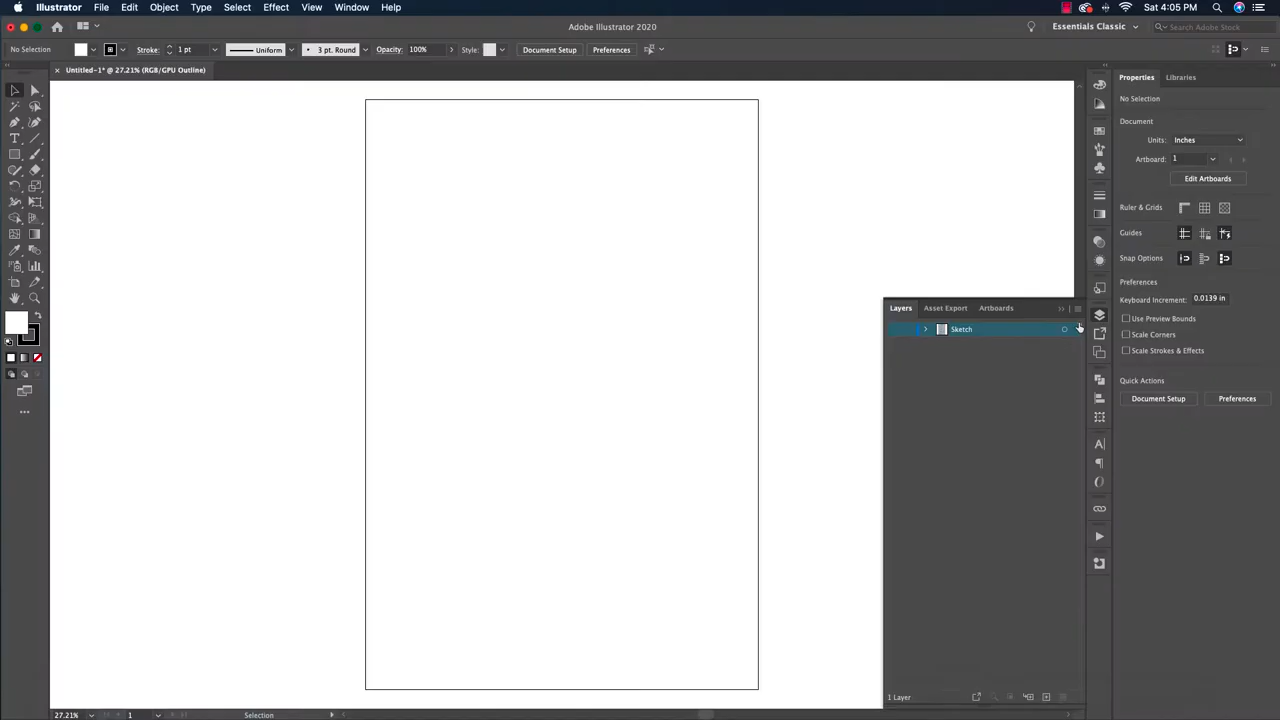 Illustrator File Edit Object Type Select Effect View Window Help Sat 4:05 PM
Adobe Illustrator 2020 Essentials Classic Search Adobe Stock
No Selection Stroke: 1 pt Uniform 3 pt. Round Opacity: 100% Style: Document Setup Preferences
× Untitled-1* @ 27.21% (RGB/GPU Outline)
Properties Libraries
No Selection
Document
Units: Inches
Artboard: 1
Edit Artboards
Ruler & Grids
Guides
Snap Options
Preferences
Keyboard Increment: 0.0139 in
Use Preview Bounds
Scale Corners
Scale Strokes & Effects
Quick Actions
Document Setup Preferences
Layers Asset Export Artboards
Sketch
1 Layer
27.21% 1 Selection